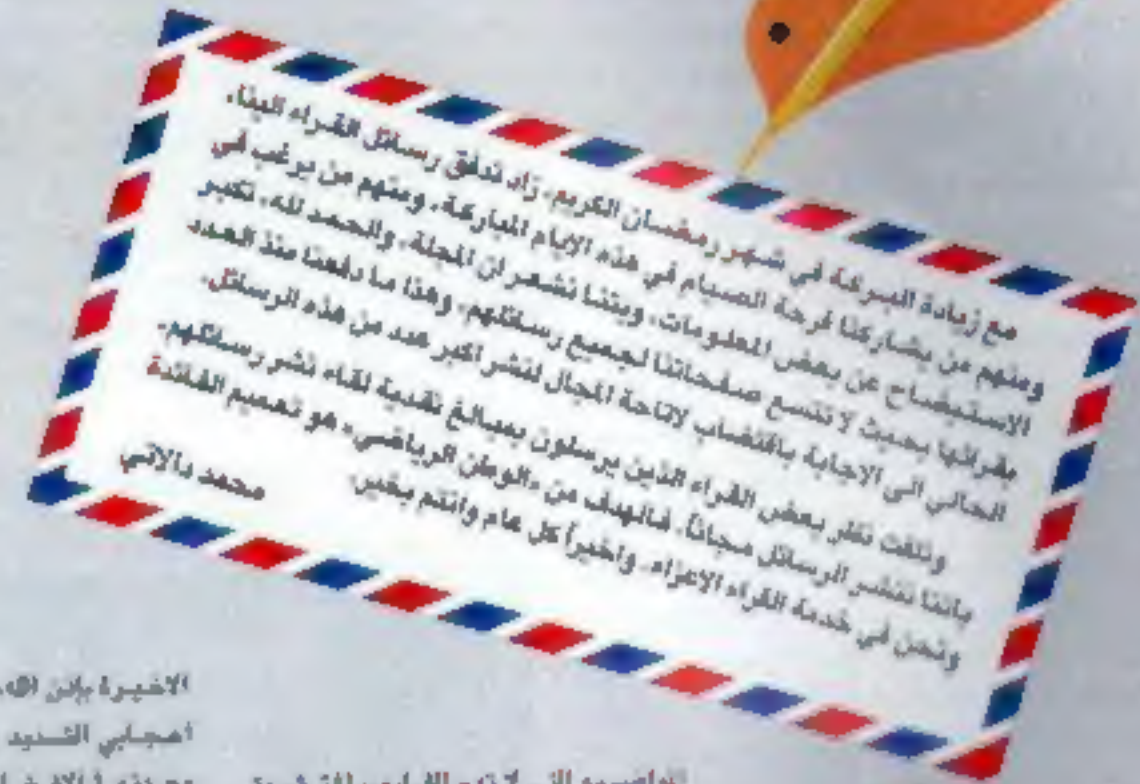 مع زيادة البركة في شهر رمضان الكريم، زاد تدفق رسائل القراء الينا،
ومنهم من يشاركنا فرحة الصيام في هذه الايام المباركة، ومنهم من يرغب في
الاستيضاح عن بعض المعلومات، وبتنا نشعر ان المجلة، والحمد لله، تكبر
بقرائها بحيث لا تتسع صفحاتنا لجميع رسائلهم، وهذا ما دفعنا منذ العدد
الحالي الى الاجابة باقتضاب لاتاحة المجال لنشر اكبر عدد من هذه الرسائل.
ونلفت نظر بعض القراء الذين يرسلون بمبالغ نقدية لقاء نشر رسائلهم،
باننا ننشر الرسائل مجاناً، فالهدف من «الوطن الرياضي» هو تعميم الفائدة
ونحن في خدمة القراء الاعزاء، واخيراً كل عام وانتم بخير.
محمد بالاتي
الاخيرة بإذن الله،
اعجابي الشديد